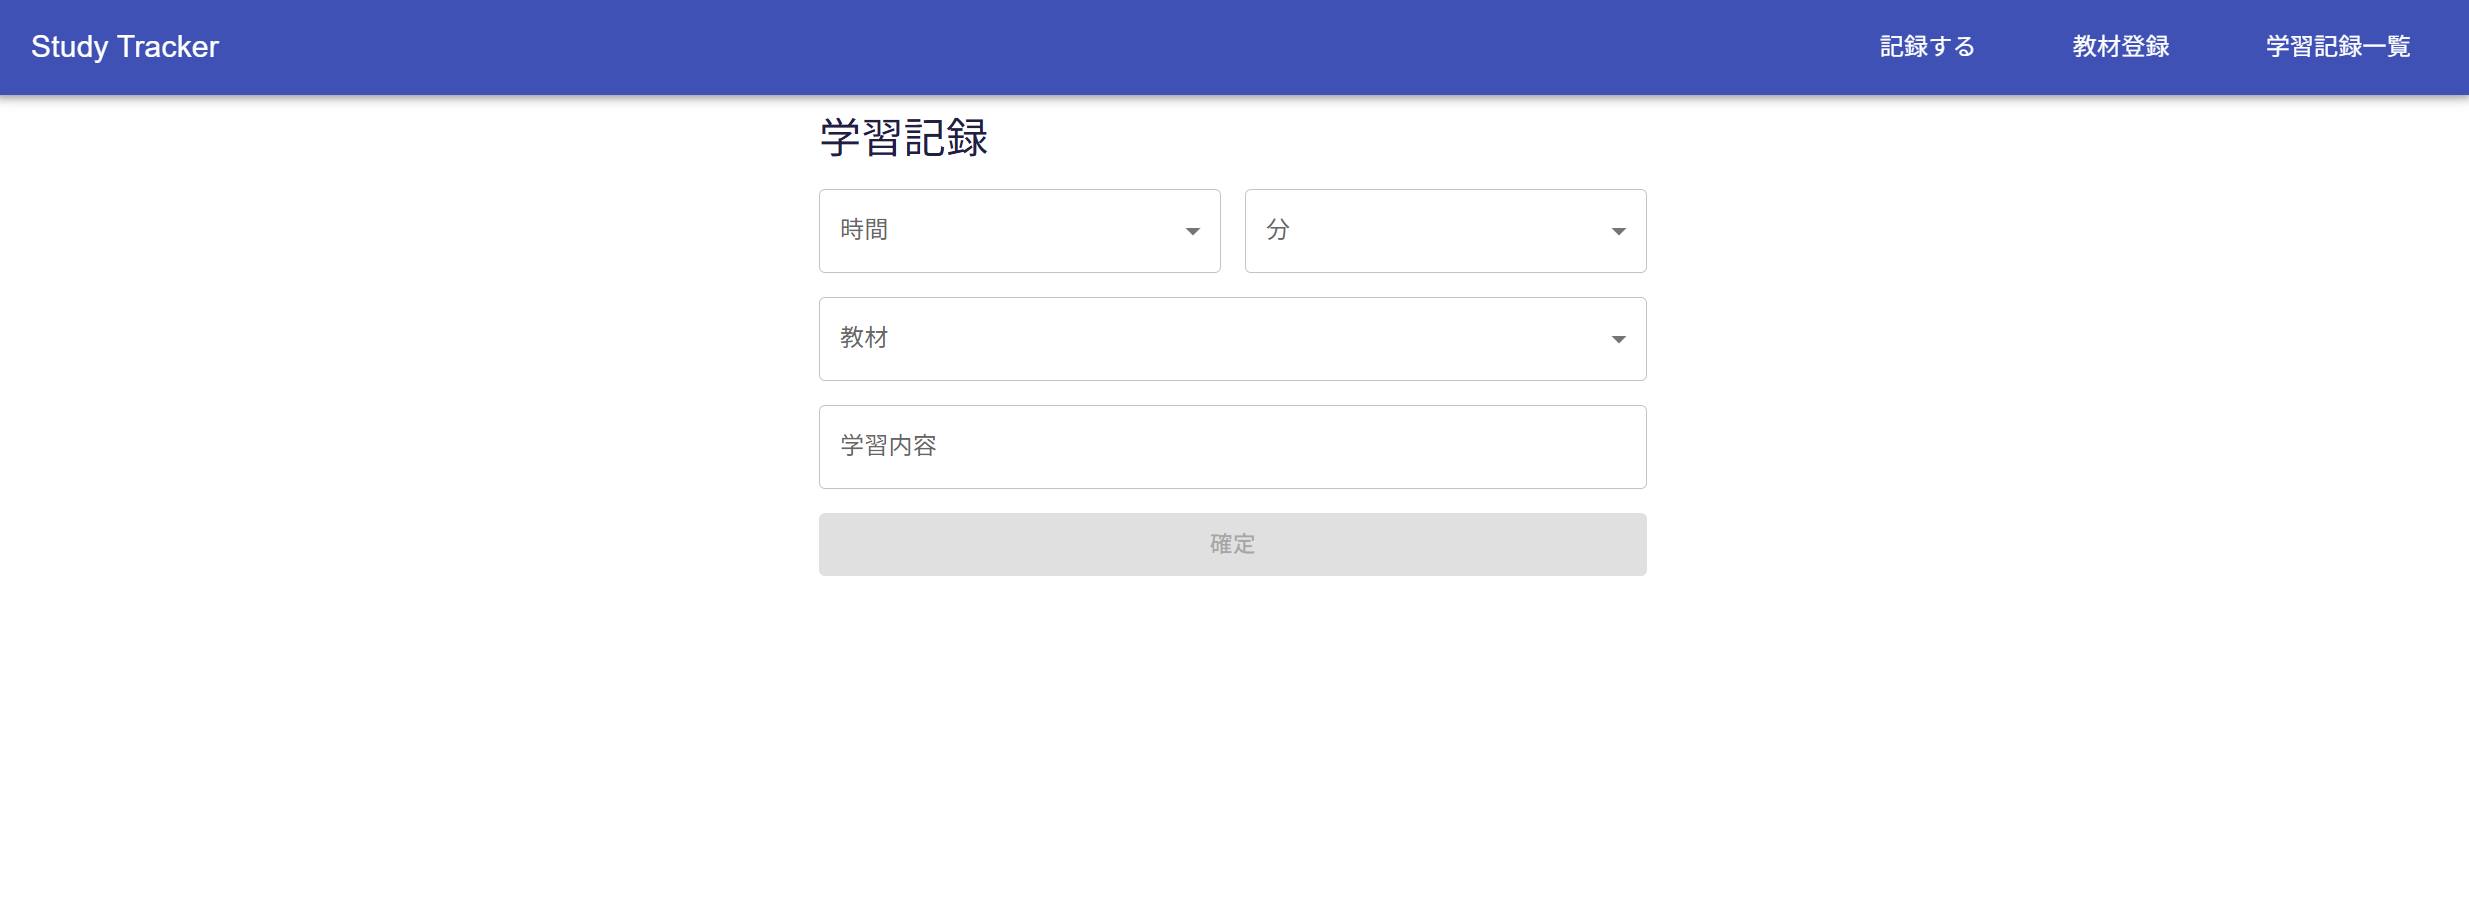 Study Tracker 記録する 教材登録 学習記録一覧
学習記録
時間 分
教材
学習内容
確定